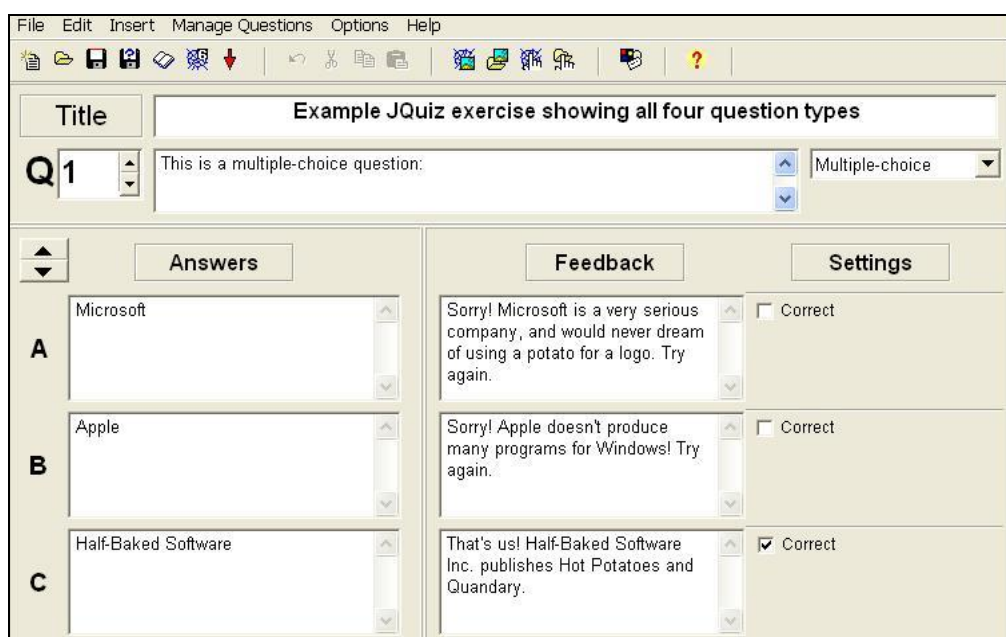 File Edit Insert Manage Questions Options Help
?
Title
Example JQuiz exercise showing all four question types
Q 1
This is a multiple-choice question:
Multiple-choice
Answers
Feedback
Settings
A
Microsoft
Sorry! Microsoft is a very serious
company, and would never dream
of using a potato for a logo. Try
again.
Correct
B
Apple
Sorry! Apple doesn't produce
many programs for Windows! Try
again.
Correct
C
Half-Baked Software
That's us! Half-Baked Software
Inc. publishes Hot Potatoes and
Quandary.
Correct